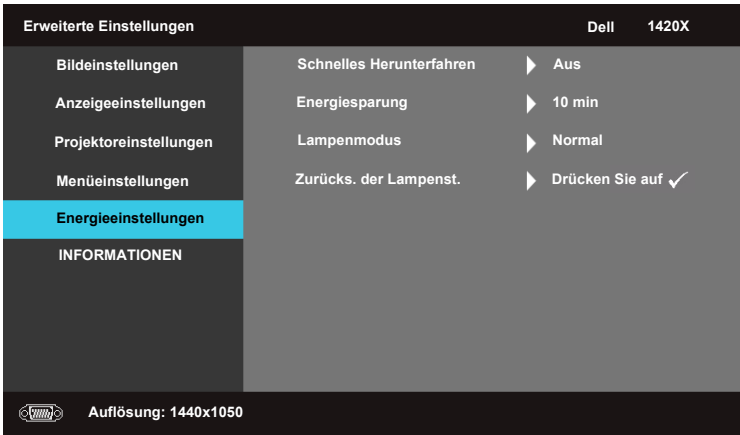 Erweiterte Einstellungen Dell 1420X
Bildeinstellungen
Anzeigeeinstellungen
Projektoreinstellungen
Menüeinstellungen
Energieeinstellungen
INFORMATIONEN
Schnelles Herunterfahren Aus
Energiesparung 10 min
Lampenmodus Normal
Zurücks. der Lampenst. Drücken Sie auf ✓
Auflösung: 1440x1050